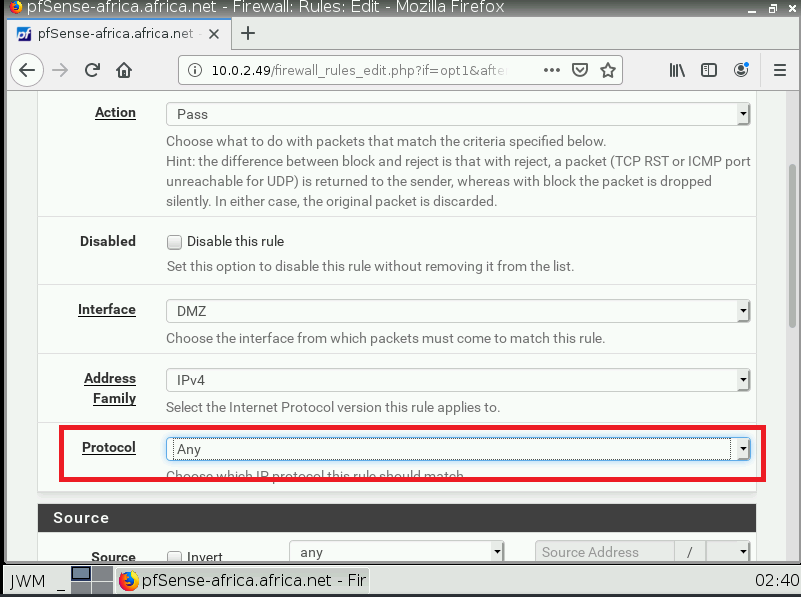 pfSense-africa.africa.net - Firewall: Rules: Edit - Mozilla Firefox
pfSense-africa.africa.net -
10.0.2.49/firewall_rules_edit.php?if=opt1&afte
Action
Pass
Choose what to do with packets that match the criteria specified below.
Hint: the difference between block and reject is that with reject, a packet (TCP RST or ICMP port
unreachable for UDP) is returned to the sender, whereas with block the packet is dropped
silently. In either case, the original packet is discarded.
Disabled
Disable this rule
Set this option to disable this rule without removing it from the list.
Interface
DMZ
Choose the interface from which packets must come to match this rule.
Address
Family
IPv4
Select the Internet Protocol version this rule applies to.
Protocol
Any
Choose which IP protocol this rule should match.
Source
Source
Invert
any
Source Address
/
JWM
_
pfSense-africa.africa.net - Fir
02:40